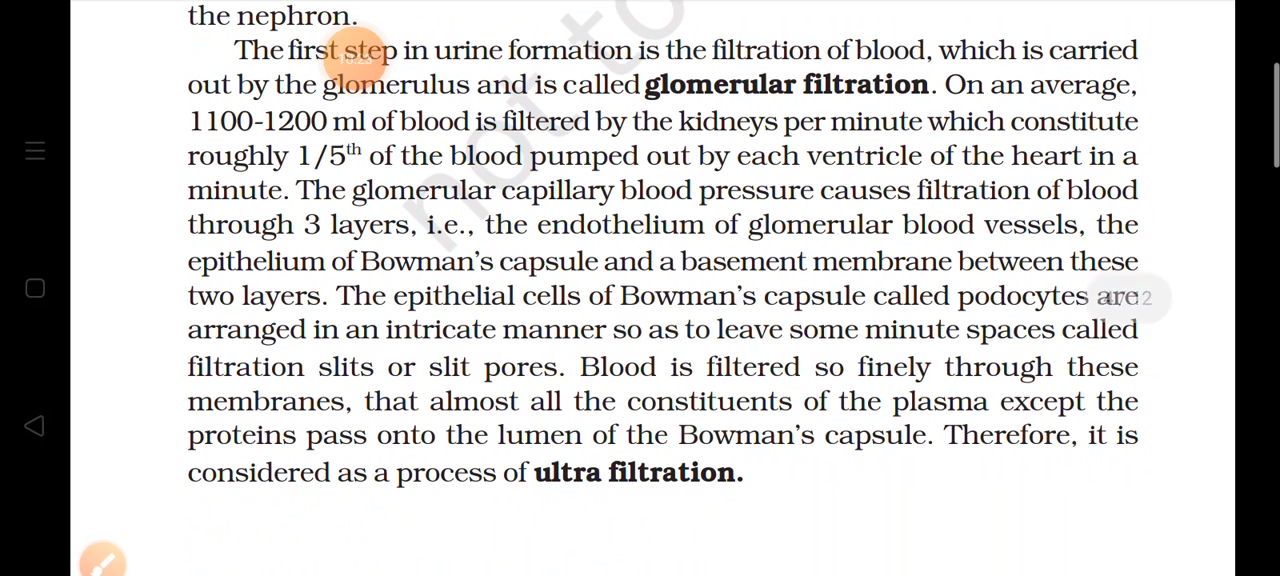 the nephron.
The first step in urine formation is the filtration of blood, which is carried
out by the glomerulus and is called glomerular filtration. On an average,
1100-1200 ml of blood is filtered by the kidneys per minute which constitute
roughly 1/5th of the blood pumped out by each ventricle of the heart in a
minute. The glomerular capillary blood pressure causes filtration of blood
through 3 layers, i.e., the endothelium of glomerular blood vessels, the
epithelium of Bowman's capsule and a basement membrane between these
two layers. The epithelial cells of Bowman's capsule called podocytes are
arranged in an intricate manner so as to leave some minute spaces called
filtration slits or slit pores. Blood is filtered so finely through these
membranes, that almost all the constituents of the plasma except the
proteins pass onto the lumen of the Bowman's capsule. Therefore, it is
considered as a process of ultra filtration.
not to